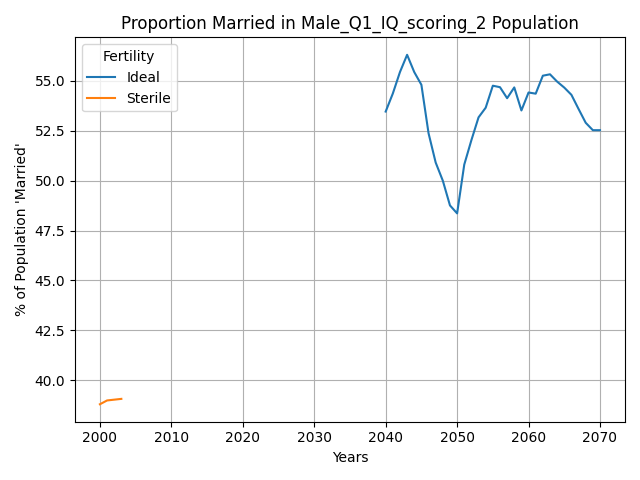 Proportion Married in Male_Q1_IQ_scoring_2 Population
Fertility
Ideal
Sterile
% of Population 'Married'
55.0
52.5
50.0
47.5
45.0
42.5
40.0
2000 2010 2020 2030 2040 2050 2060 2070
Years